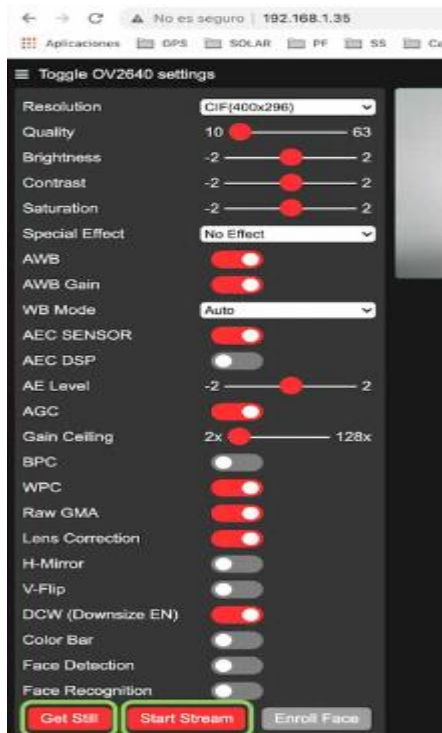 No es seguro 192.168.1.35
Aplicaciones GPS SOLAR PF SS
Toggle OV2640 settings
Resolution CIF(400x296)
Quality 10 63
Brightness -2 2
Contrast -2 2
Saturation -2 2
Special Effect No Effect
AWB
AWB Gain
WB Mode Auto
AEC SENSOR
AEC DSP
AE Level -2 2
AGC
Gain Ceiling 2x 128x
BPC
WPC
Raw GMA
Lens Correction
H-Mirror
V-Flip
DCW (Downsize EN)
Color Bar
Face Detection
Face Recognition
Get Still Start Stream Enroll Face